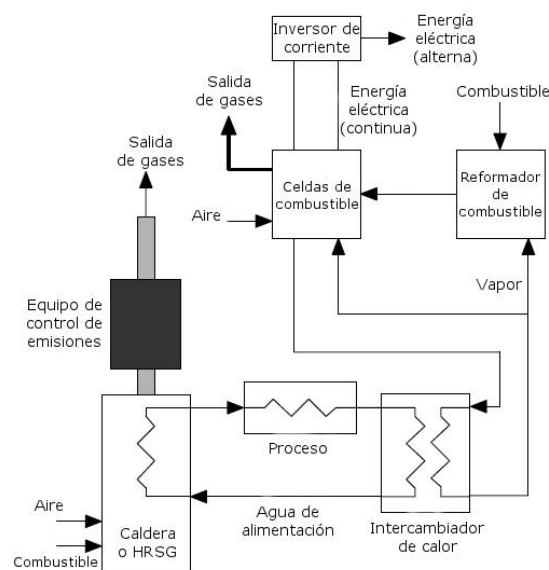 Inversor de
corriente
Energía
eléctrica
(alterna)
Salida
de gases
Energía
eléctrica
(continua)
Combustible
Salida
de gases
Celdas de
combustible
Reformador
de
combustible
Aire
Vapor
Equipo de
control de
emisiones
Proceso
Aire
Combustible
Caldera
o HRSG
Agua de
alimentación
Intercambiador
de calor